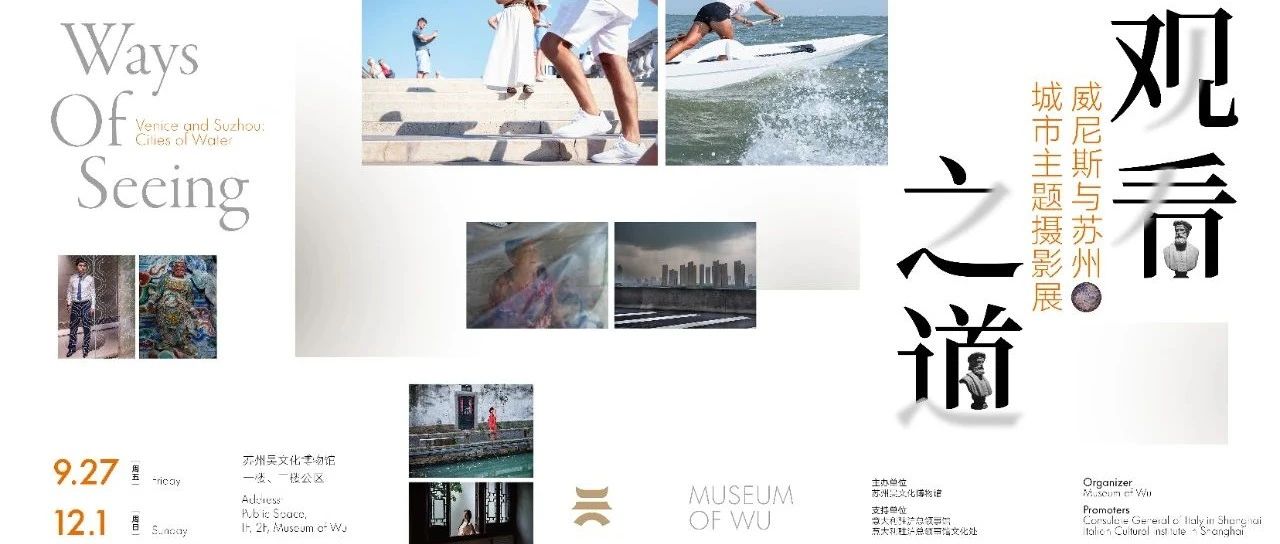 Ways
Of
Seeing
Venice and Suzhou:
Cities of Water
观看
之道
威尼斯与苏州
城市主题摄影展
9.27 周五 Friday
12.1 周日 Sunday
苏州吴文化博物馆
一楼、二楼公区
Address:
Public Space,
1F, 2F, Museum of Wu
MUSEUM
OF WU
主办单位
苏州吴文化博物馆
支持单位
意大利驻沪总领事馆
意大利驻沪总领事馆文化处
Organizer
Museum of Wu
Promoters
Consulate General of Italy in Shanghai
Italian Cultural Institute in Shanghai